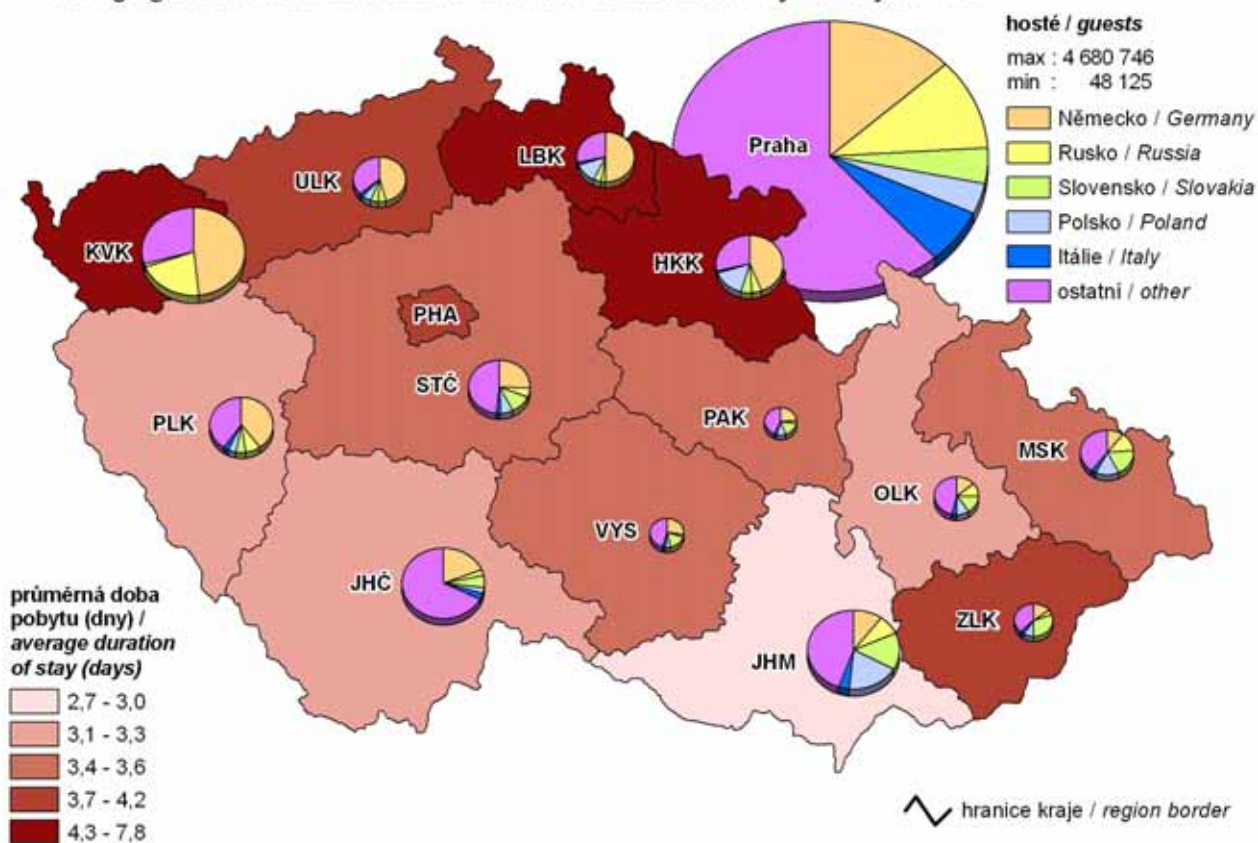 hosté / guests
max : 4 680 746
min : 48 125
Německo / Germany
Rusko / Russia
Slovensko / Slovakia
Polsko / Poland
Itálie / Italy
ostatní / other
Praha
LBK
ULK
KVK
HKK
PHA
STČ
PLK
PAK
MSK
OLK
VYS
JHČ
ZLK
JHM
průměrná doba
pobytu (dny) /
average duration
of stay (days)
2,7 - 3,0
3,1 - 3,3
3,4 - 3,6
3,7 - 4,2
4,3 - 7,8
hranice kraje / region border